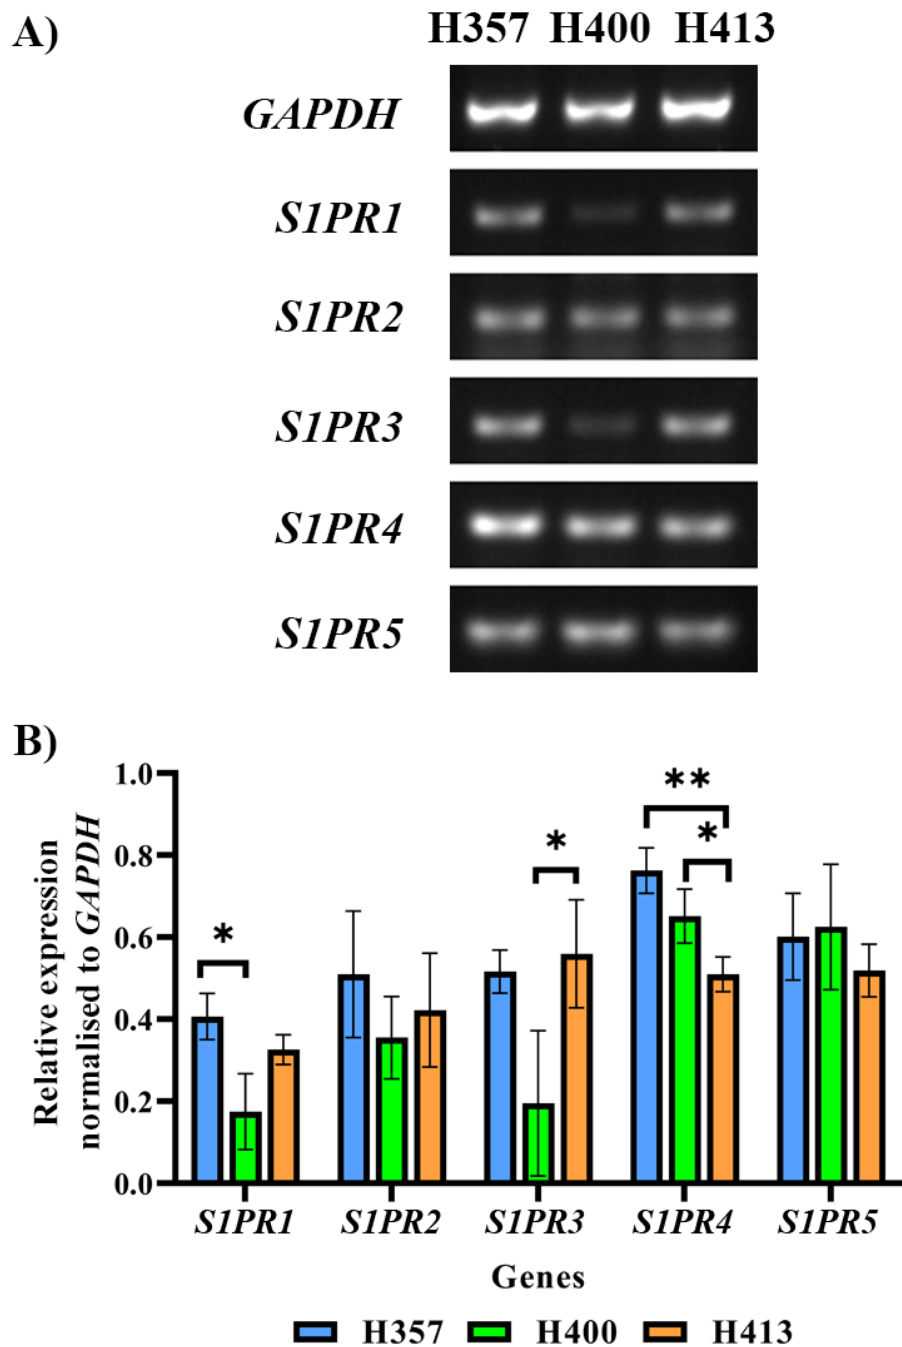 A)
H357 H400 H413
GAPDH
S1PR1
S1PR2
S1PR3
S1PR4
S1PR5
B)
Relative expression
normalised to GAPDH
1.0
0.8
0.6
0.4
0.2
0.0
*
*
**
*
S1PR1 S1PR2 S1PR3 S1PR4 S1PR5
Genes
H357 H400 H413